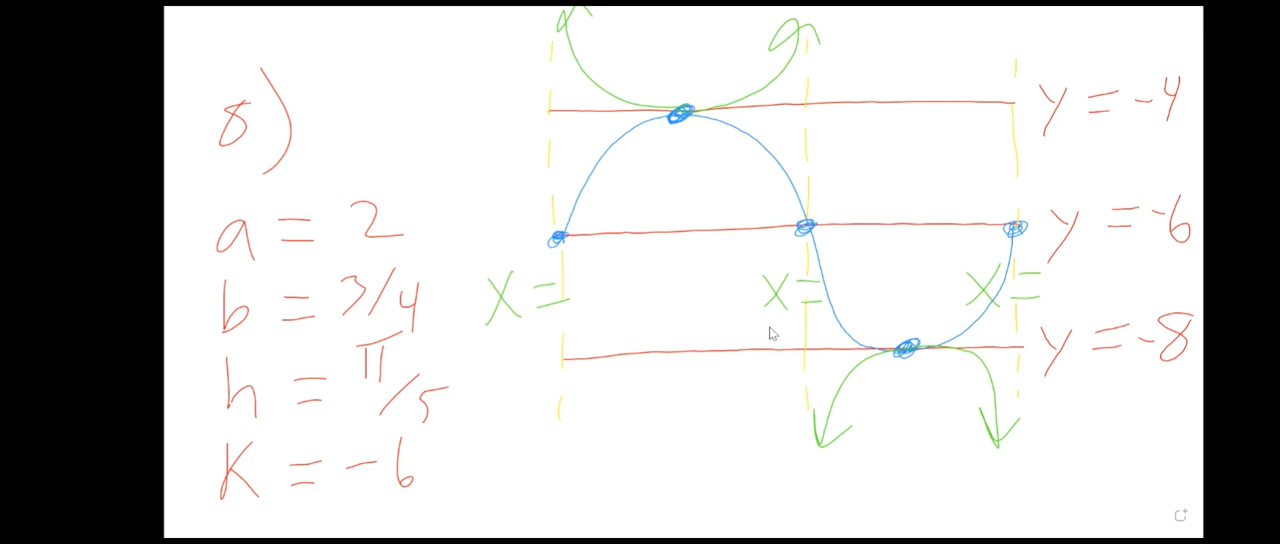 8)
a = 2
b = 3/4
h = π/5
K = -6
y = -4
y = -6
y = -8
X =
X =
X =